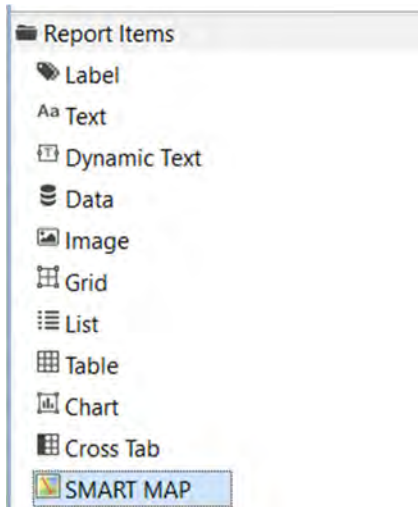 Report Items
Label
Aa Text
Dynamic Text
Data
Image
Grid
List
Table
Chart
Cross Tab
SMART MAP